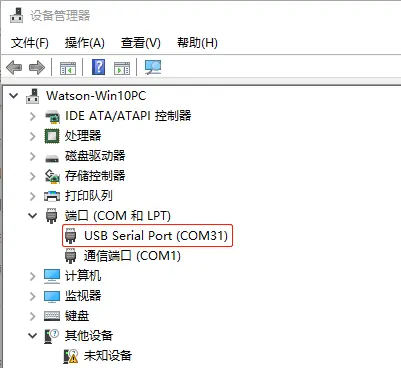 设备管理器
文件(F) 操作(A) 查看(V) 帮助(H)
Watson-Win10PC
IDE ATA/ATAPI 控制器
处理器
磁盘驱动器
存储控制器
打印队列
端口 (COM 和 LPT)
USB Serial Port (COM31)
通信端口 (COM1)
计算机
监视器
键盘
其他设备
未知设备